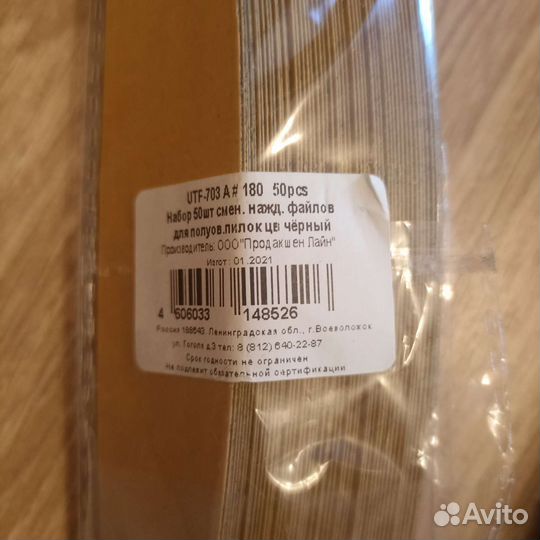 UTF-703 A # 180 50pcs
Набор 50шт смен. нажд. файлов
для полуов.пилок цв чёрный
Производитель: ООО"Продакшен Лайн"
Изгот: 01.2021
4 606033 148526
Россия 188643, Ленинградская обл., г.Всеволожск
ул. Гоголя д3 тел: 8 (812) 640-22-87
Срок годности не ограничен
Не подлежит обязательной сертификации
Avito